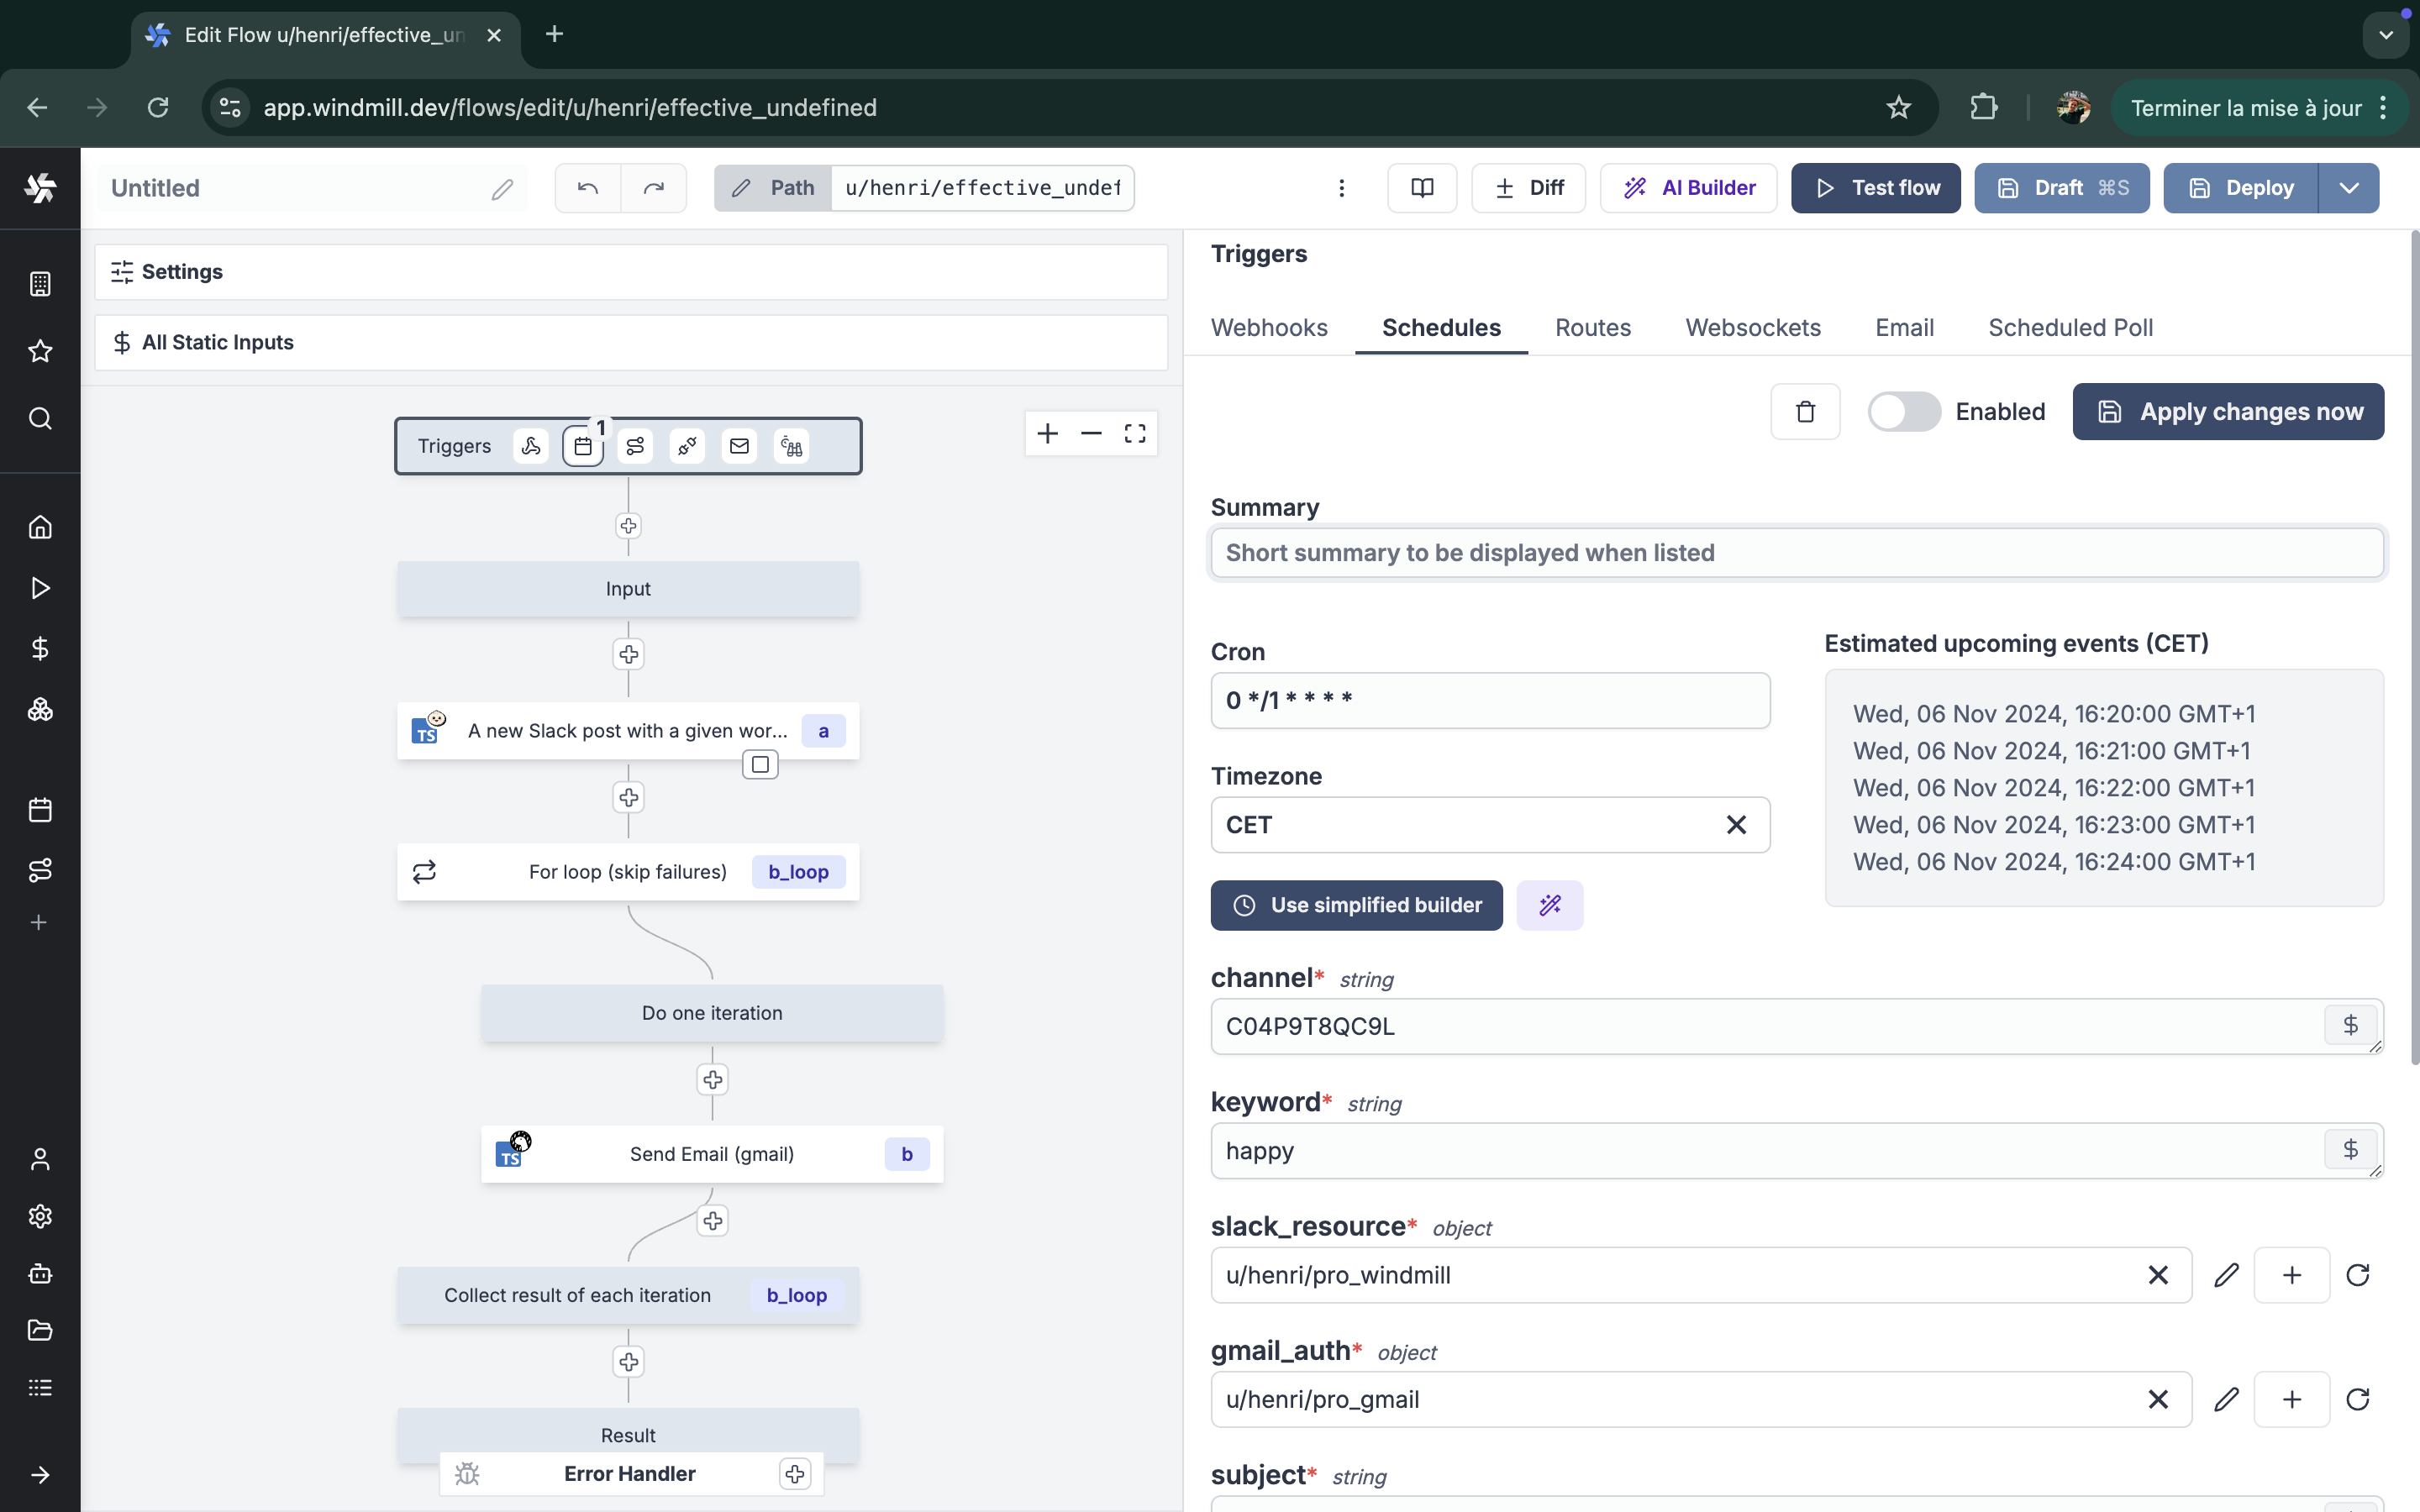 Edit Flow u/henri/effective_un
app.windmill.dev/flows/edit/u/henri/effective_undefined
Terminer la mise à jour
Untitled
Path
u/henri/effective_undef
Diff
AI Builder
Test flow
Draft ⌘S
Deploy
Settings
All Static Inputs
Triggers
1
Input
TS
A new Slack post with a given wor...
a
For loop (skip failures)
b_loop
Do one iteration
TS
Send Email (gmail)
b
Collect result of each iteration
b_loop
Result
Error Handler
Triggers
Webhooks
Schedules
Routes
Websockets
Email
Scheduled Poll
Enabled
Apply changes now
Summary
Short summary to be displayed when listed
Cron
0 */1 * * * *
Timezone
CET
Use simplified builder
Estimated upcoming events (CET)
Wed, 06 Nov 2024, 16:20:00 GMT+1
Wed, 06 Nov 2024, 16:21:00 GMT+1
Wed, 06 Nov 2024, 16:22:00 GMT+1
Wed, 06 Nov 2024, 16:23:00 GMT+1
Wed, 06 Nov 2024, 16:24:00 GMT+1
channel* string
C04P9T8QC9L
keyword* string
happy
slack_resource* object
u/henri/pro_windmill
gmail_auth* object
u/henri/pro_gmail
subject* string